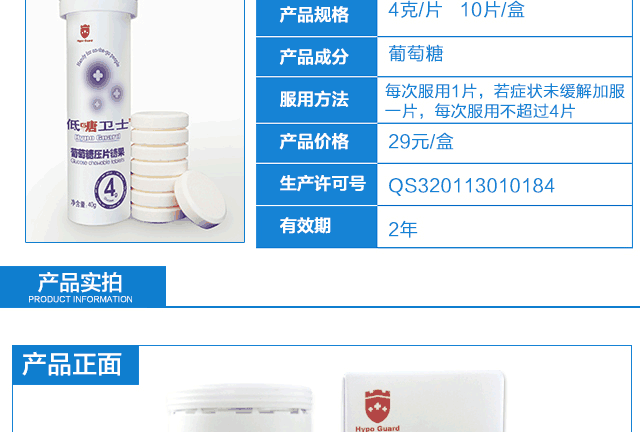 产品规格 4克/片 10片/盒
产品成分 葡萄糖
服用方法 每次服用1片，若症状未缓解加服
一片，每次服用不超过4片
产品价格 29元/盒
生产许可号 QS320113010184
有效期 2年
Hypo Guard
Handy for on-the-go people
低糖卫士
Hypo Guard
葡萄糖压片糖果
Glucose chewable tablets
4g
净含量: 40g
产品实拍
PRODUCT INFORMATION
产品正面
Hypo Guard